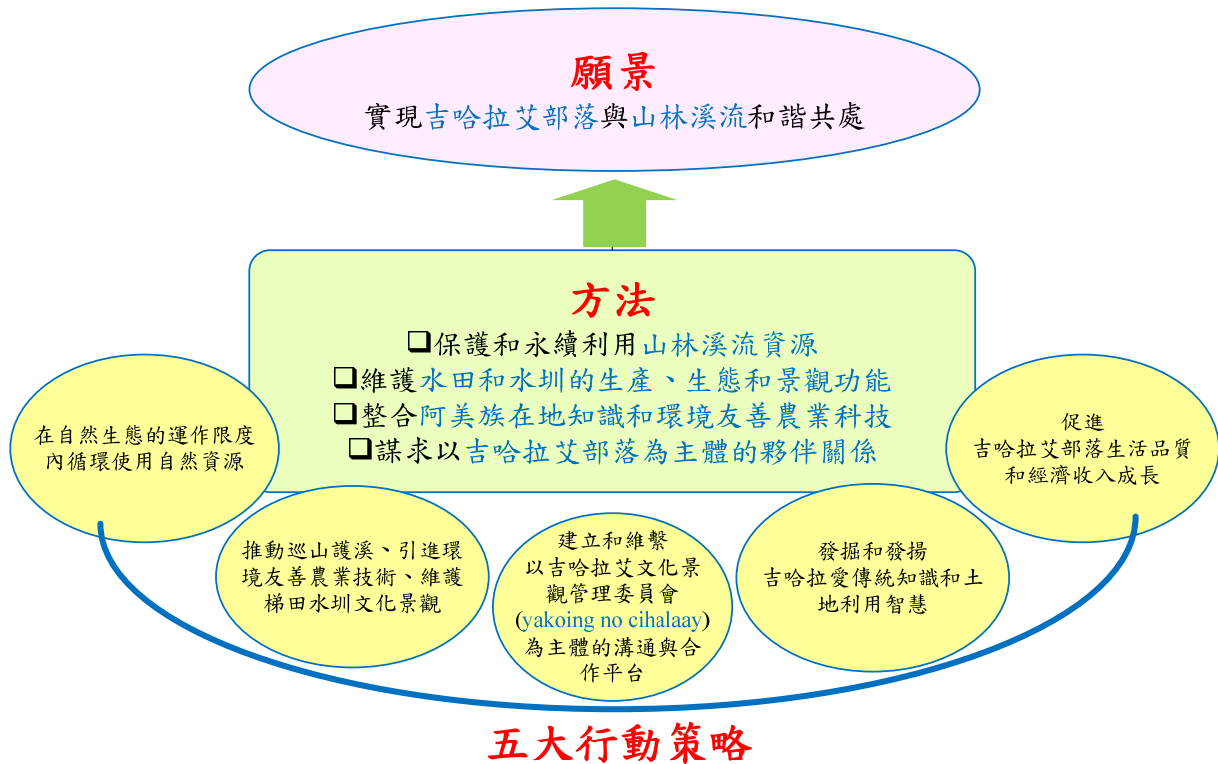 願景
實現吉哈拉艾部落與山林溪流和諧共處
方法
❑保護和永續利用山林溪流資源
❑維護水田和水圳的生產、生態和景觀功能
❑整合阿美族在地知識和環境友善農業科技
❑謀求以吉哈拉艾部落為主體的夥伴關係
在自然生態的運作限度
內循環使用自然資源
推動巡山護溪、引進環
境友善農業技術、維護
梯田水圳文化景觀
建立和維繫
以吉哈拉艾文化景
觀管理委員會
(yakoing no cihalaay)
為主體的溝通與合
作平台
發掘和發揚
吉哈拉愛傳統知識和土
地利用智慧
促進
吉哈拉艾部落生活品質
和經濟收入成長
五大行動策略